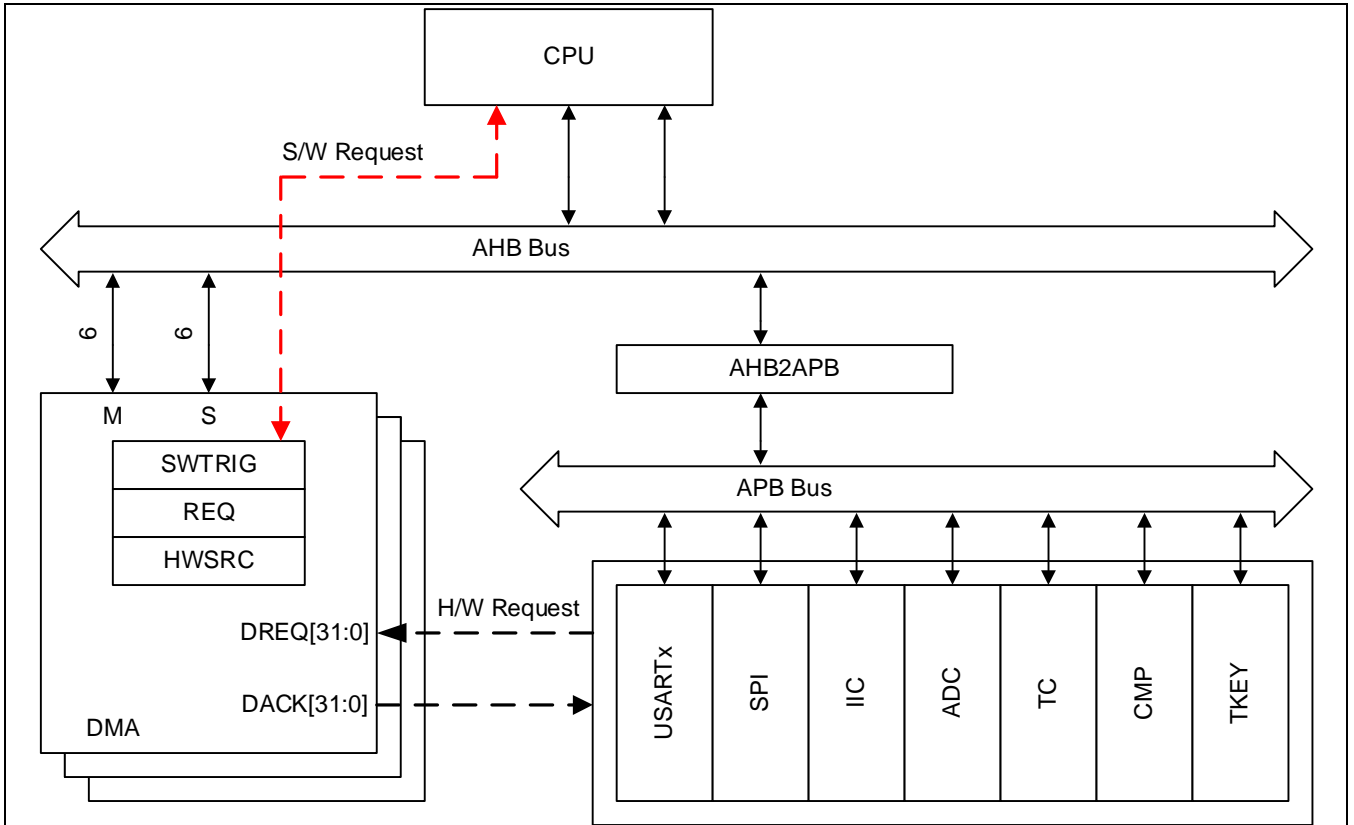 CPU
S/W Request
AHB Bus
6
6
AHB2APB
M
S
SWTRIG
REQ
HWSRC
APB Bus
H/W Request
DREQ[31:0]
DACK[31:0]
DMA
USARTx
SPI
IIC
ADC
TC
CMP
TKEY